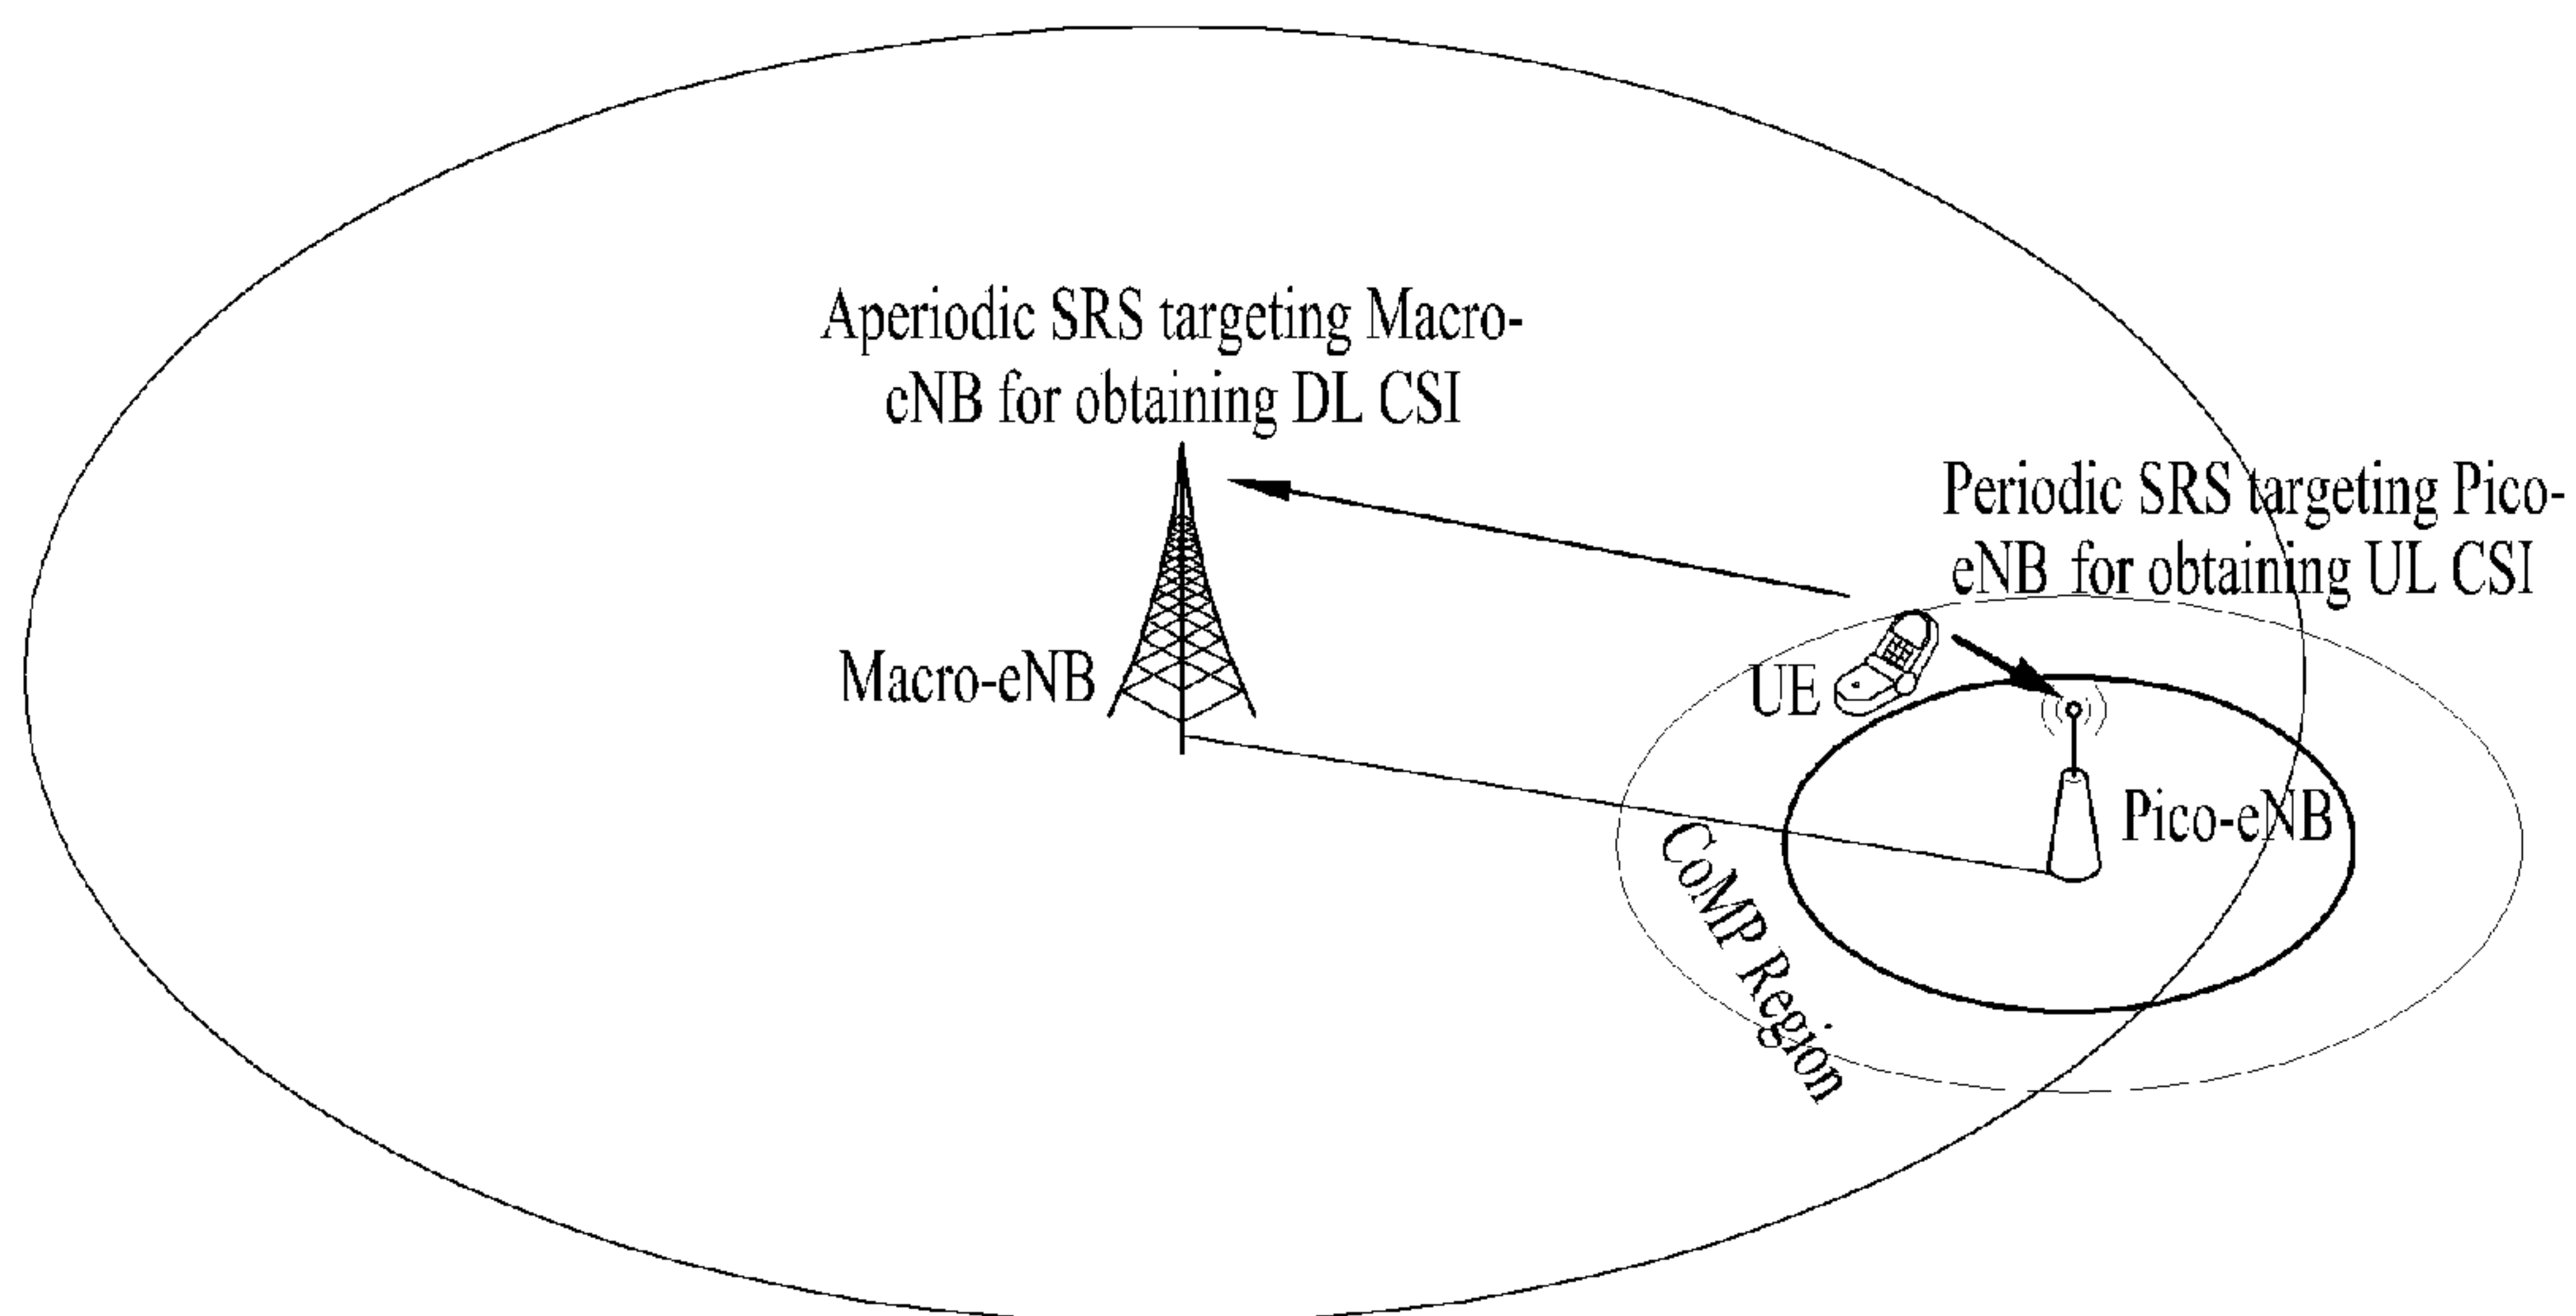 Aperiodic SRS targeting Macro-
cNB for obtaining DL CSI
Periodic SRS targeting Pico-
eNB for obtaining UL CSI
Macro-eNB
UE
Pico-eNB
CoMP Region